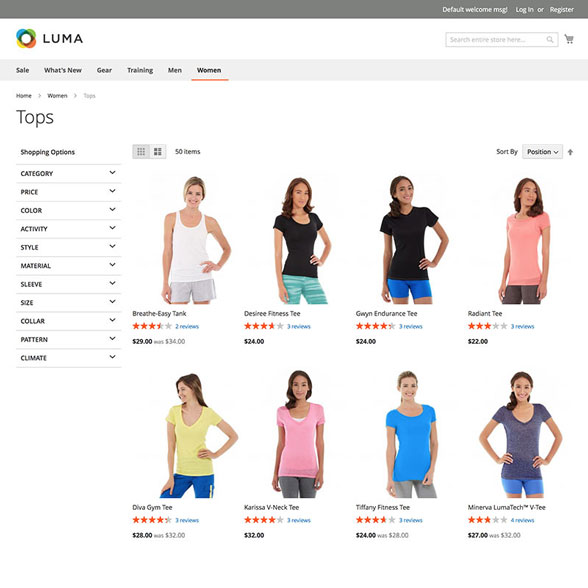 Default welcome msg! Log In or Register
LUMA
Search entire store here...
Sale What's New Gear Training Men Women
Home > Women > Tops
Tops
Shopping Options
50 items
Sort By Position
CATEGORY
PRICE
COLOR
ACTIVITY
STYLE
MATERIAL
SLEEVE
SIZE
COLLAR
PATTERN
CLIMATE
Breathe-Easy Tank
2 reviews
$29.00 was $34.00
Desiree Fitness Tee
3 reviews
$24.00
Gwyn Endurance Tee
3 reviews
$24.00
Radiant Tee
3 reviews
$22.00
Diva Gym Tee
3 reviews
$28.00 was $32.00
Karissa V-Neck Tee
3 reviews
$32.00
Tiffany Fitness Tee
3 reviews
$24.00 was $28.00
Minerva LumaTech™ V-Tee
4 reviews
$27.00 was $32.00